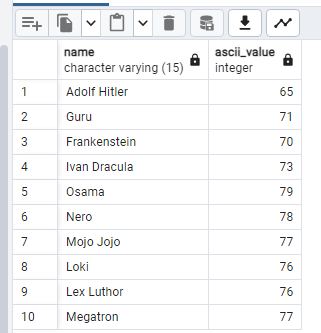 name ascii_value
character varying (15) integer
1 Adolf Hitler 65
2 Guru 71
3 Frankenstein 70
4 Ivan Dracula 73
5 Osama 79
6 Nero 78
7 Mojo Jojo 77
8 Loki 76
9 Lex Luthor 76
10 Megatron 77